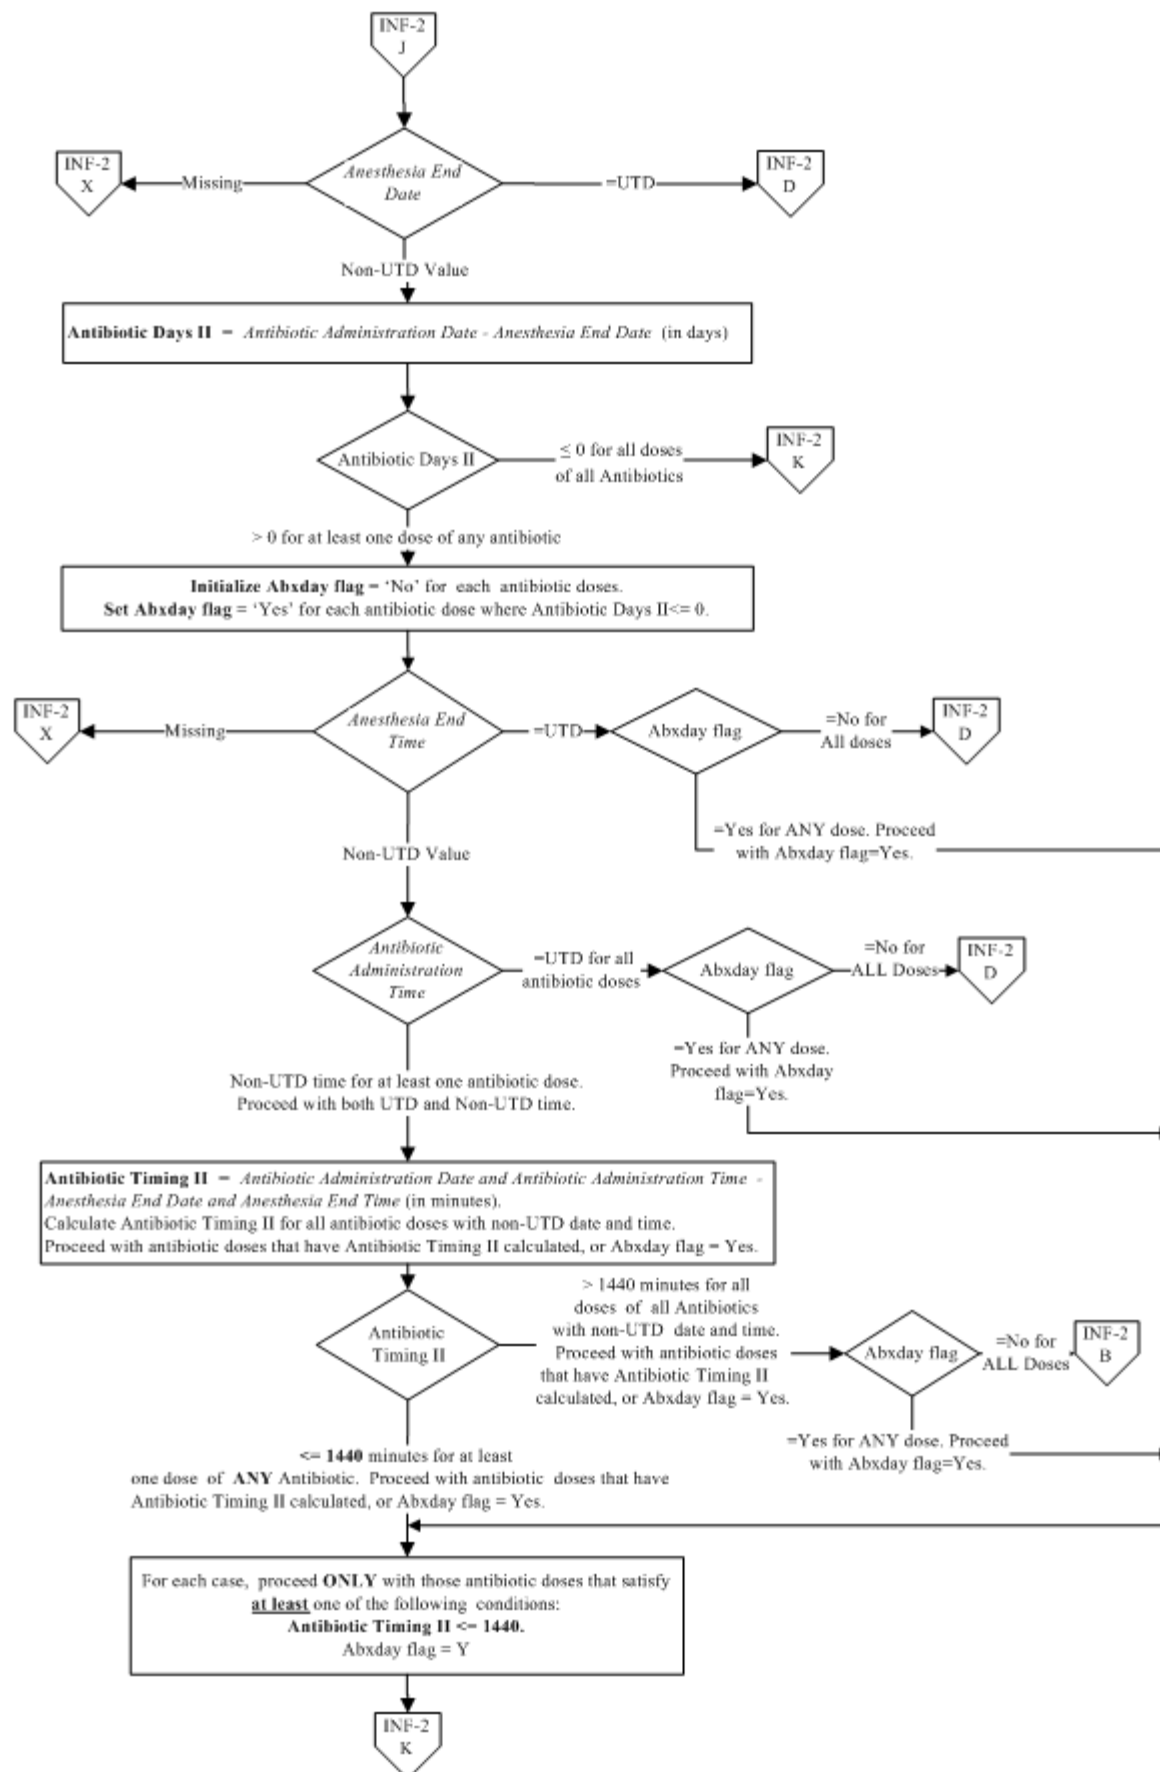 INF-2
J
Anesthesia End
Date
INF-2
X
Missing
=UTD
INF-2
D
Non-UTD Value
Antibiotic Days II = Antibiotic Administration Date - Anesthesia End Date (in days)
Antibiotic Days II
≤ 0 for all doses
of all Antibiotics
INF-2
K
> 0 for at least one dose of any antibiotic
Initialize Abxday flag = ‘No’ for each antibiotic doses.
Set Abxday flag = ‘Yes’ for each antibiotic dose where Antibiotic Days II<= 0.
INF-2
X
Missing
Anesthesia End
Time
=UTD
Abxday flag
=No for
All doses
INF-2
D
=Yes for ANY dose. Proceed
with Abxday flag=Yes.
Non-UTD Value
Antibiotic
Administration
Time
=UTD for all
antibiotic doses
Abxday flag
=No for
ALL Doses
INF-2
D
=Yes for ANY dose.
Proceed with Abxday
flag=Yes.
Non-UTD time for at least one antibiotic dose.
Proceed with both UTD and Non-UTD time.
Antibiotic Timing II = Antibiotic Administration Date and Antibiotic Administration Time -
Anesthesia End Date and Anesthesia End Time (in minutes).
Calculate Antibiotic Timing II for all antibiotic doses with non-UTD date and time.
Proceed with antibiotic doses that have Antibiotic Timing II calculated, or Abxday flag = Yes.
Antibiotic
Timing II
> 1440 minutes for all
doses of all Antibiotics
with non-UTD date and time.
Proceed with antibiotic doses
that have Antibiotic Timing II
calculated, or Abxday flag = Yes.
Abxday flag
=No for
ALL Doses
INF-2
B
=Yes for ANY dose. Proceed
with Abxday flag=Yes.
<= 1440 minutes for at least
one dose of ANY Antibiotic. Proceed with antibiotic doses that have
Antibiotic Timing II calculated, or Abxday flag = Yes.
For each case, proceed ONLY with those antibiotic doses that satisfy
at least one of the following conditions:
Antibiotic Timing II <= 1440.
Abxday flag = Y
INF-2
K